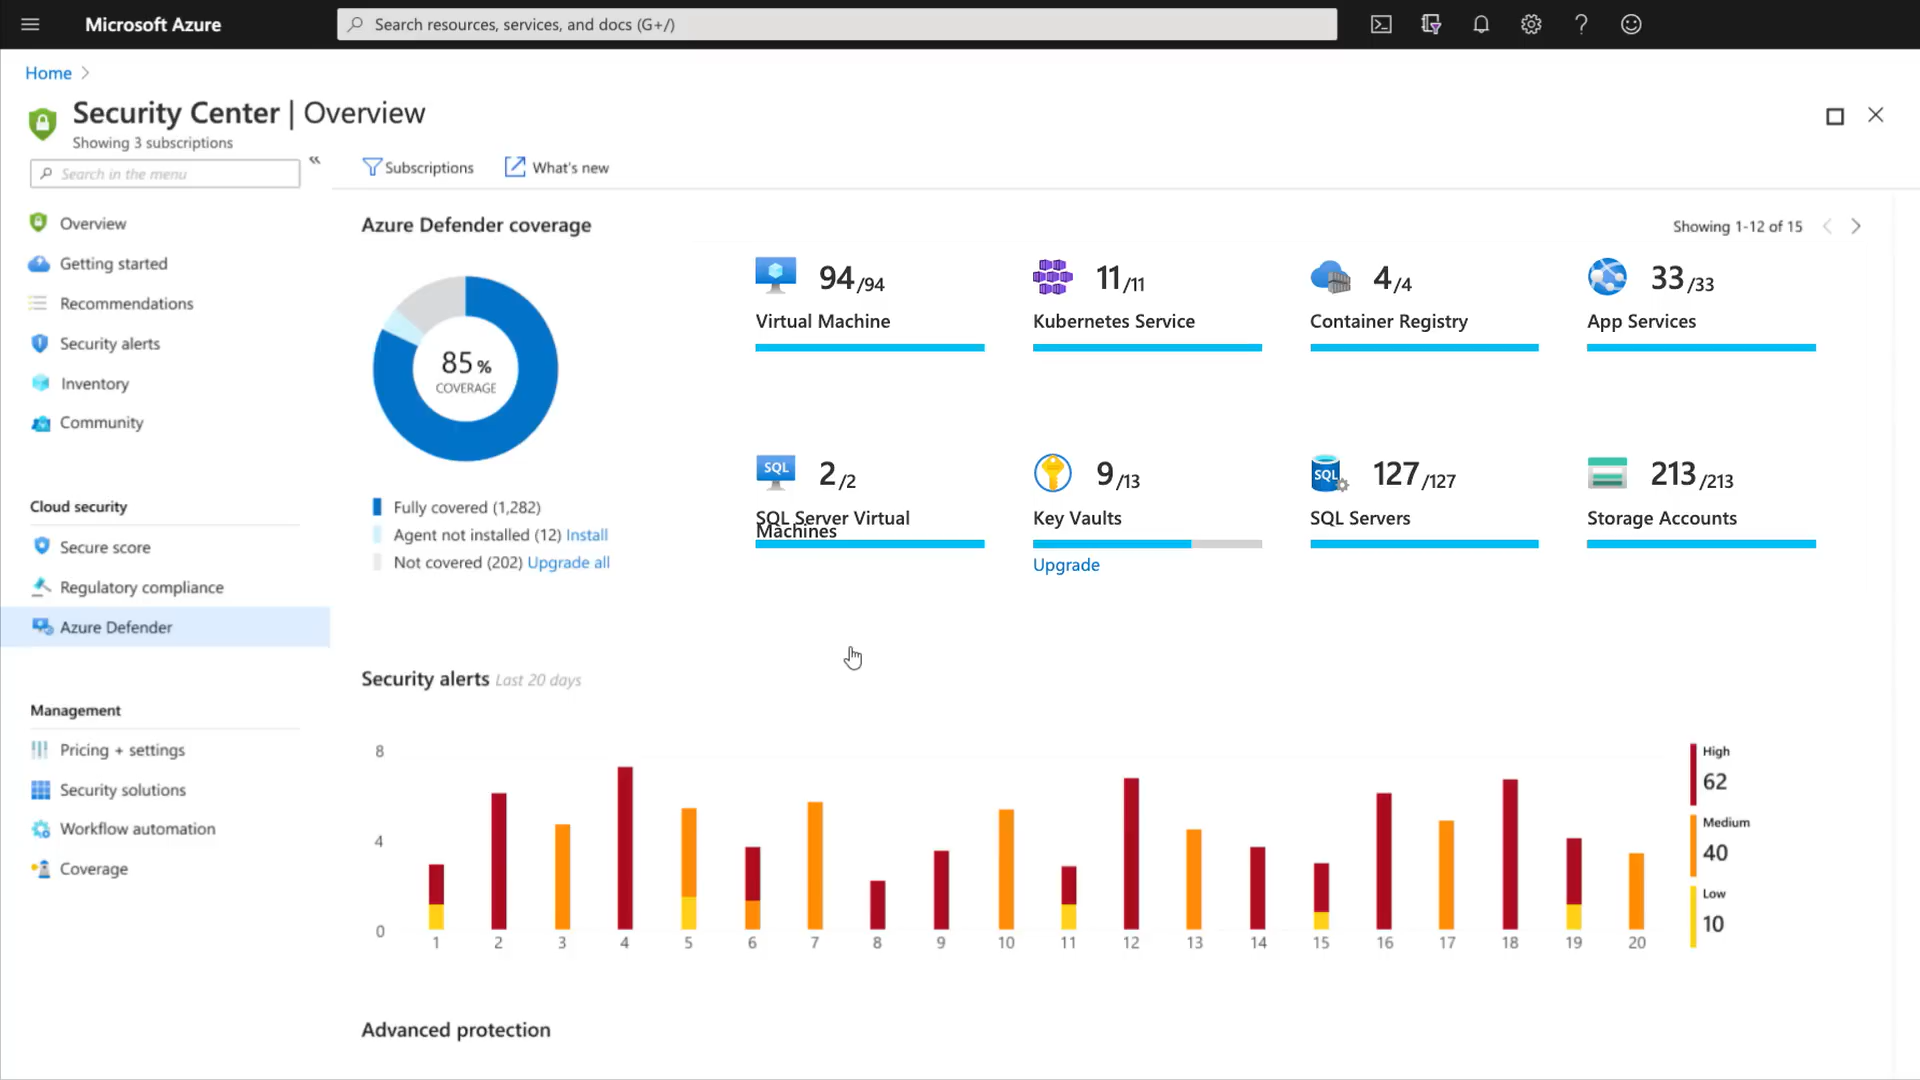 Microsoft Azure
Search resources, services, and docs (G+/)
Home
Security Center | Overview
Showing 3 subscriptions
Search in the menu
«
Subscriptions
What's new
Overview
Getting started
Recommendations
Security alerts
Inventory
Community
Cloud security
Secure score
Regulatory compliance
Azure Defender
Management
Pricing + settings
Security solutions
Workflow automation
Coverage
Azure Defender coverage
Showing 1-12 of 15
85%
COVERAGE
Fully covered (1,282)
Agent not installed (12) Install
Not covered (202) Upgrade all
94/94
Virtual Machine
11/11
Kubernetes Service
4/4
Container Registry
33/33
App Services
SQL
2/2
SQL Server Virtual
Machines
9/13
Key Vaults
Upgrade
SQL
127/127
SQL Servers
213/213
Storage Accounts
Security alerts Last 20 days
8
4
0
1 2 3 4 5 6 7 8 9 10 11 12 13 14 15 16 17 18 19 20
High
62
Medium
40
Low
10
Advanced protection